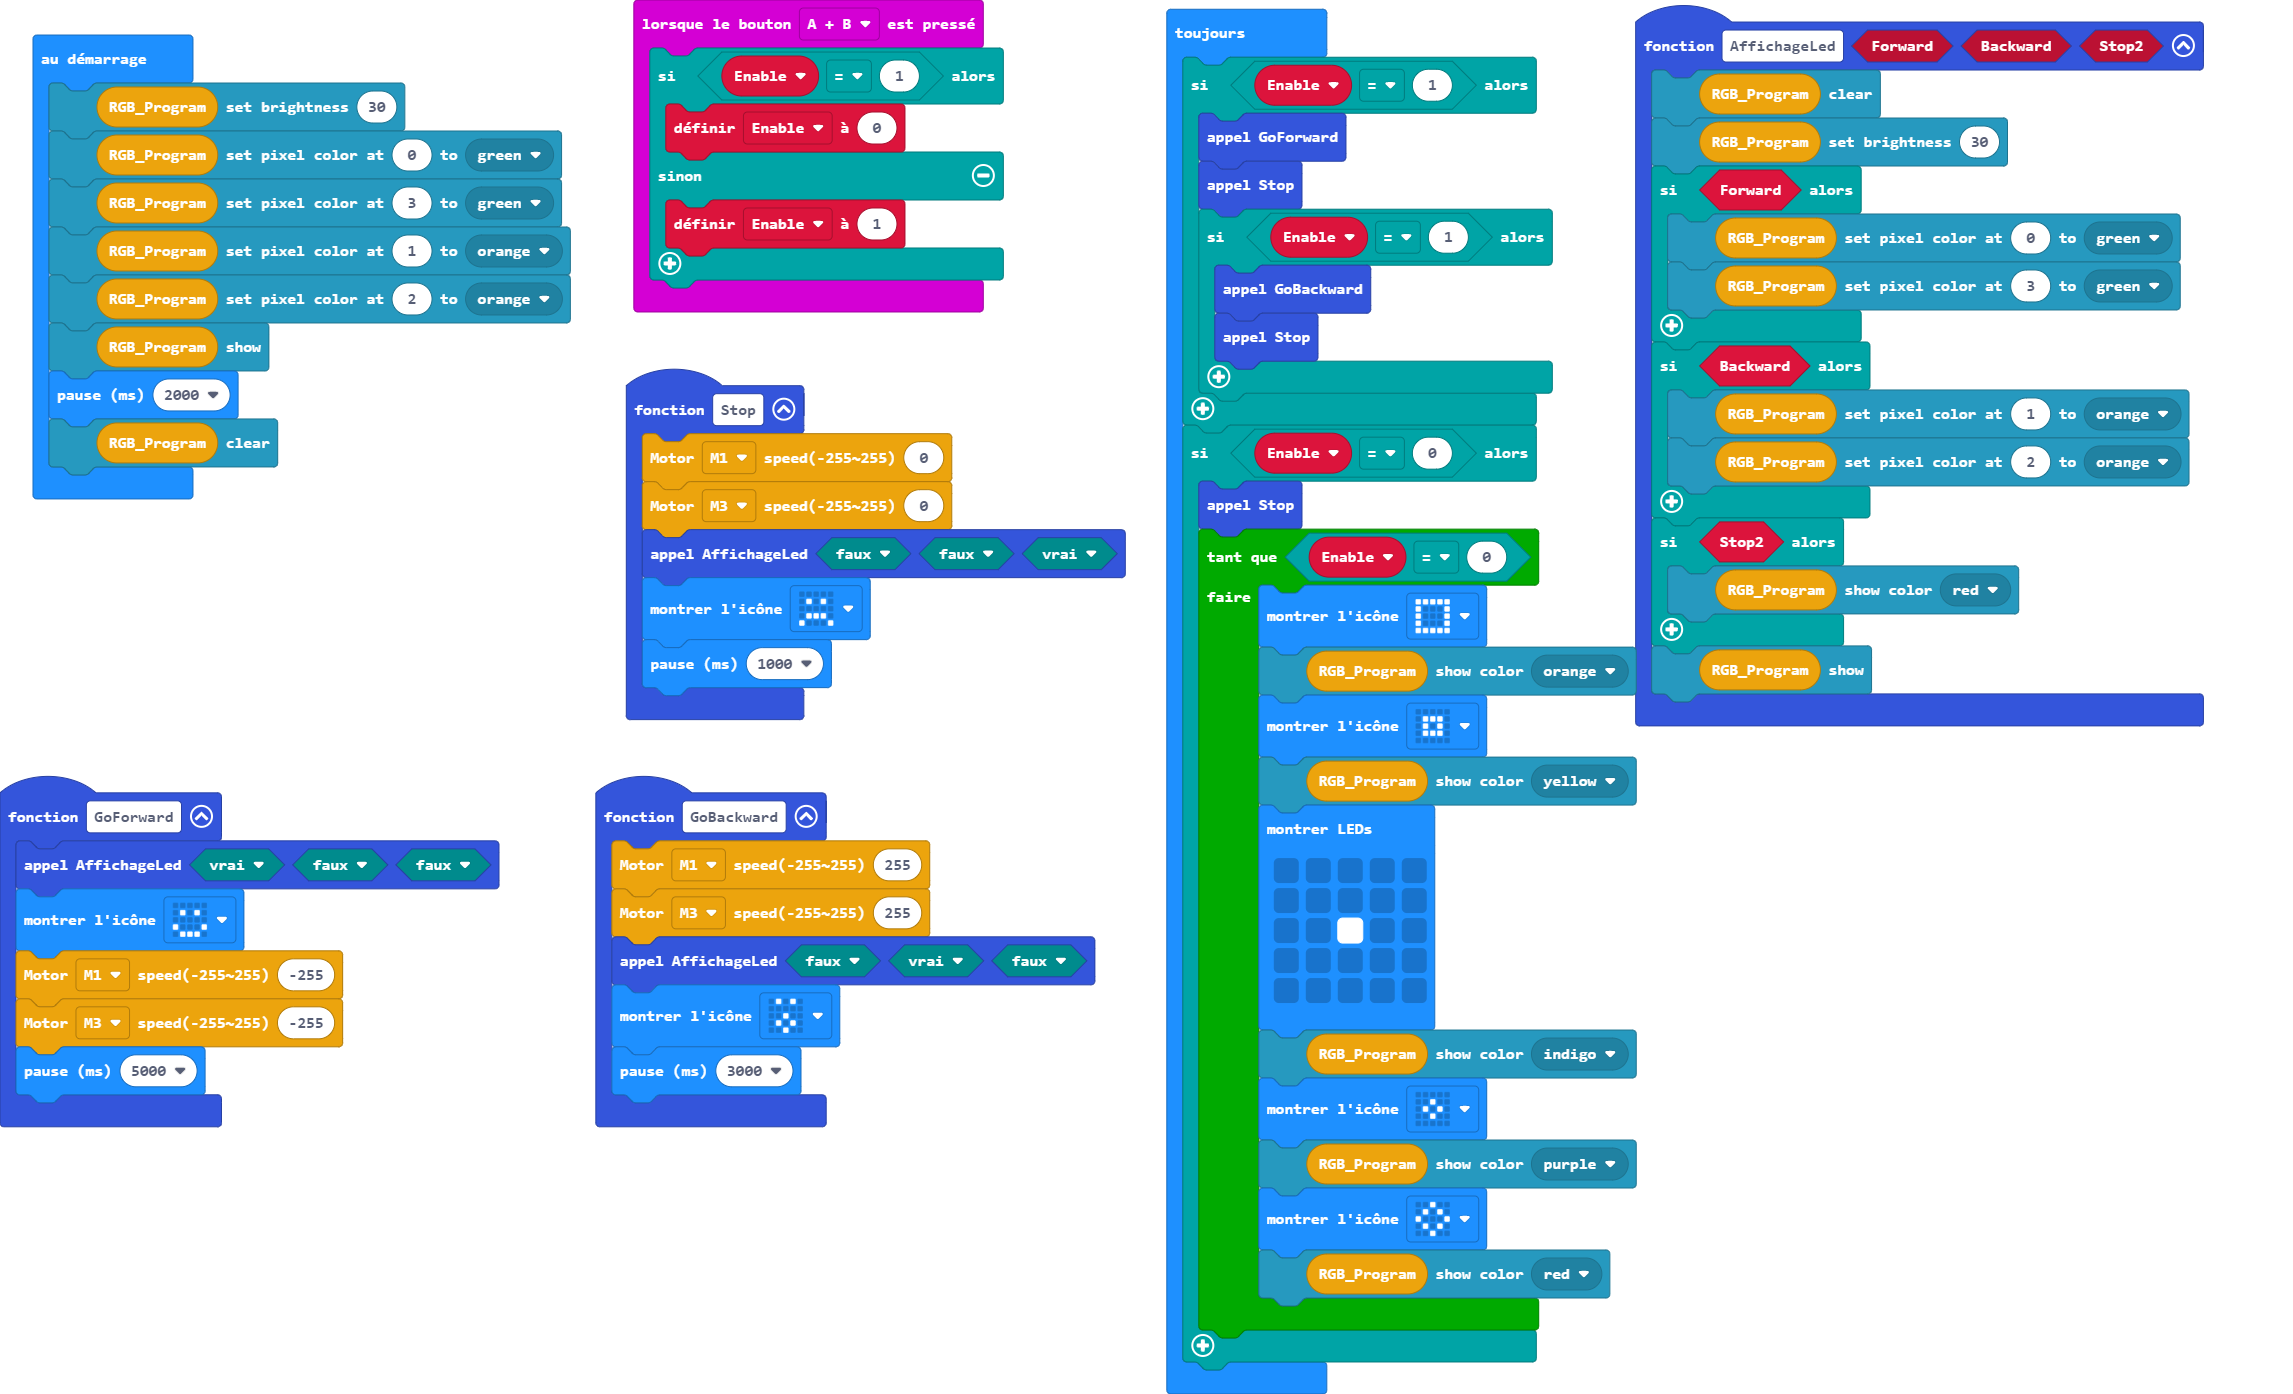 au démarrage
RGB_Program set brightness 30
RGB_Program set pixel color at 0 to green
RGB_Program set pixel color at 3 to green
RGB_Program set pixel color at 1 to orange
RGB_Program set pixel color at 2 to orange
RGB_Program show
pause (ms) 2000
RGB_Program clear
lorsque le bouton A + B est pressé
si Enable = 1 alors
définir Enable à 0
sinon
définir Enable à 1
fonction Stop
Motor M1 speed(-255~255) 0
Motor M3 speed(-255~255) 0
appel AffichageLed faux faux vrai
montrer l'icône
pause (ms) 1000
fonction GoForward
appel AffichageLed vrai faux faux
montrer l'icône
Motor M1 speed(-255~255) -255
Motor M3 speed(-255~255) -255
pause (ms) 5000
fonction GoBackward
Motor M1 speed(-255~255) 255
Motor M3 speed(-255~255) 255
appel AffichageLed faux vrai faux
montrer l'icône
pause (ms) 3000
toujours
si Enable = 1 alors
appel GoForward
appel Stop
si Enable = 1 alors
appel GoBackward
appel Stop
si Enable = 0 alors
appel Stop
tant que Enable = 0
faire
montrer l'icône
RGB_Program show color orange
montrer l'icône
RGB_Program show color yellow
montrer LEDs
RGB_Program show color indigo
montrer l'icône
RGB_Program show color purple
montrer l'icône
RGB_Program show color red
fonction AffichageLed Forward Backward Stop2
RGB_Program clear
RGB_Program set brightness 30
si Forward alors
RGB_Program set pixel color at 0 to green
RGB_Program set pixel color at 3 to green
si Backward alors
RGB_Program set pixel color at 1 to orange
RGB_Program set pixel color at 2 to orange
si Stop2 alors
RGB_Program show color red
RGB_Program show